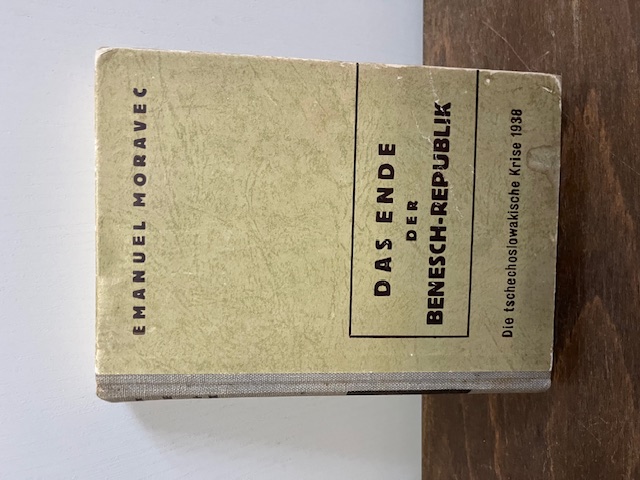 EMANUEL MORAVEC
DAS ENDE
DER
BENESCH-REPUBLIK
Die tschechoslowakische Krise 1938